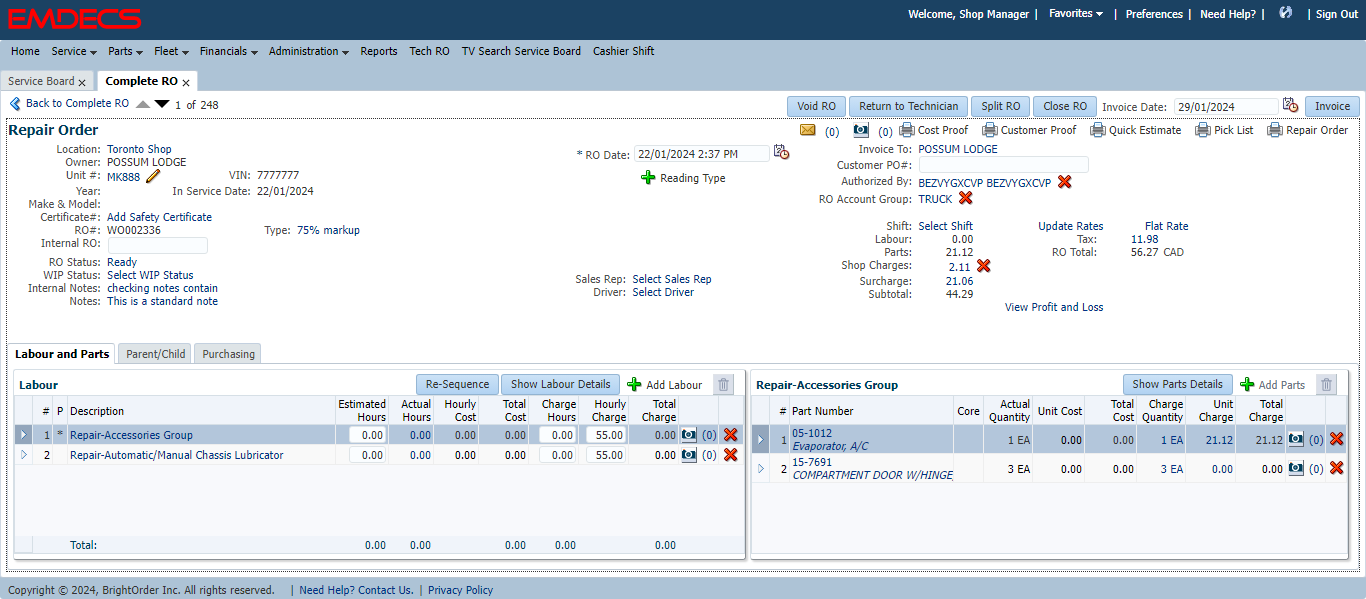 EMDECS
Welcome, Shop Manager | Favorites | Preferences | Need Help? | | Sign Out
Home Service Parts Fleet Financials Administration Reports Tech RO TV Search Service Board Cashier Shift
Service Board x Complete RO x
Back to Complete RO 1 of 248 Void RO Return to Technician Split RO Close RO Invoice Date: 29/01/2024 Invoice
Repair Order (0) (0) Cost Proof Customer Proof Quick Estimate Pick List Repair Order
Location: Toronto Shop * RO Date: 22/01/2024 2:37 PM Invoice To: POSSUM LODGE
Owner: POSSUM LODGE Customer PO#:
Unit #: MK888 VIN: 7777777 Reading Type Authorized By: BEZVYGXCVP BEZVYGXCVP
Year: In Service Date: 22/01/2024 RO Account Group: TRUCK
Make & Model:
Certificate#: Add Safety Certificate
RO#: WO002336 Type: 75% markup Shift: Select Shift Update Rates Flat Rate
Internal RO: Labour: 0.00 Tax: 11.98
Parts: 21.12 RO Total: 56.27 CAD
RO Status: Ready Shop Charges: 2.11
WIP Status: Select WIP Status Sales Rep: Select Sales Rep Surcharge: 21.06
Internal Notes: checking notes contain Driver: Select Driver Subtotal: 44.29
Notes: This is a standard note View Profit and Loss
Labour and Parts Parent/Child Purchasing
Labour Re-Sequence Show Labour Details Add Labour
# P Description Estimated Hours Actual Hours Hourly Cost Total Cost Charge Hours Hourly Charge Total Charge
1 * Repair-Accessories Group 0.00 0.00 0.00 0.00 0.00 55.00 0.00 (0)
2 Repair-Automatic/Manual Chassis Lubricator 0.00 0.00 0.00 0.00 0.00 55.00 0.00 (0)
Total: 0.00 0.00 0.00 0.00 0.00
Repair-Accessories Group Show Parts Details Add Parts
# Part Number Core Actual Quantity Unit Cost Total Cost Charge Quantity Unit Charge Total Charge
1 05-1012 1 EA 0.00 0.00 1 EA 21.12 21.12 (0)
Evaporator, A/C
2 15-7691 3 EA 0.00 0.00 3 EA 0.00 0.00 (0)
COMPARTMENT DOOR W/HINGE,
Copyright © 2024, BrightOrder Inc. All rights reserved. | Need Help? Contact Us. | Privacy Policy